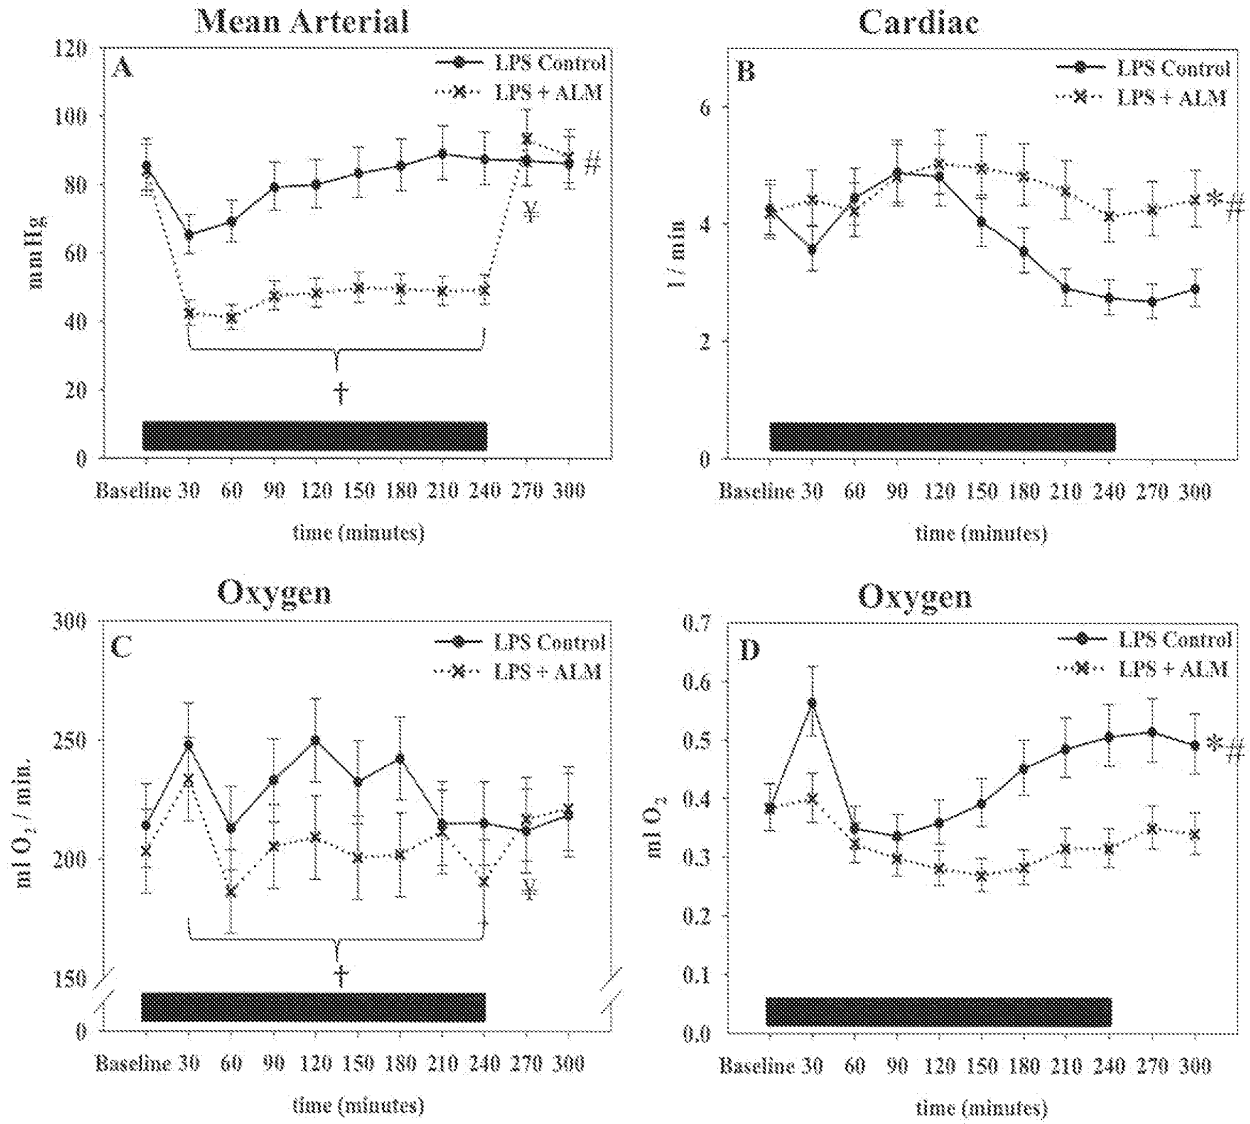 Mean Arterial
120
100
80
60
40
20
0
mmHg
A
LPS Control
LPS + ALM
#
¥
†
Baseline 30 60 90 120 150 180 210 240 270 300
time (minutes)
Cardiac
6
4
2
0
l / min
B
LPS Control
LPS + ALM
*#
Baseline 30 60 90 120 150 180 210 240 270 300
time (minutes)
Oxygen
300
250
200
150
0
ml O₂ / min.
C
LPS Control
LPS + ALM
¥
†
Baseline 30 60 90 120 150 180 210 240 270 300
time (minutes)
Oxygen
0.7
0.6
0.5
0.4
0.3
0.2
0.1
0.0
ml O₂
D
LPS Control
LPS + ALM
*#
Baseline 30 60 90 120 150 180 210 240 270 300
time (minutes)